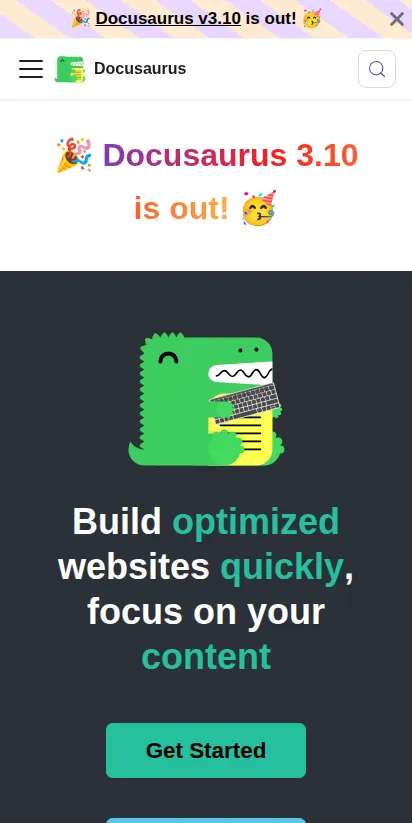 🎉 Docusaurus v3.10 is out! 🥳
Docusaurus
🎉 Docusaurus 3.10
is out! 🥳
Build optimized
websites quickly,
focus on your
content
Get Started